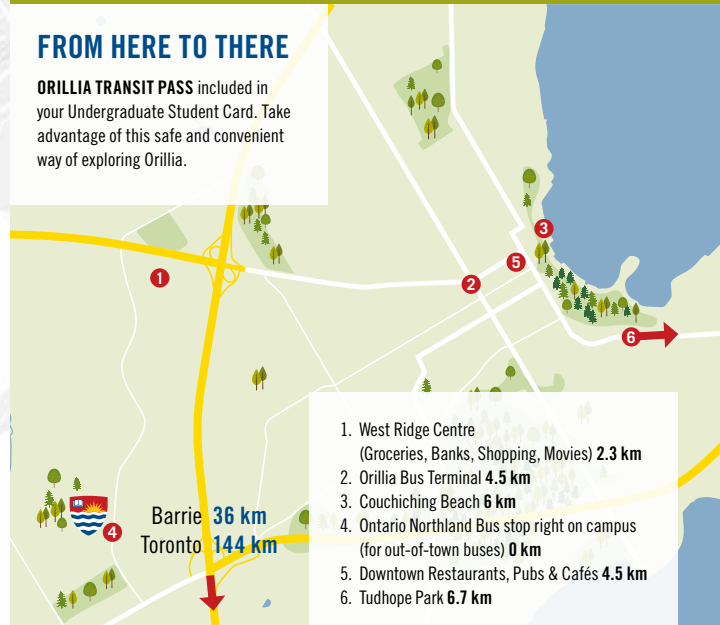 FROM HERE TO THERE
ORILLIA TRANSIT PASS included in
your Undergraduate Student Card. Take
advantage of this safe and convenient
way of exploring Orillia.
3
5
1
2
6
4
Barrie 36 km
Toronto 144 km
1. West Ridge Centre
(Groceries, Banks, Shopping, Movies) 2.3 km
2. Orillia Bus Terminal 4.5 km
3. Couchiching Beach 6 km
4. Ontario Northland Bus stop right on campus
(for out-of-town buses) 0 km
5. Downtown Restaurants, Pubs & Cafés 4.5 km
6. Tudhope Park 6.7 km